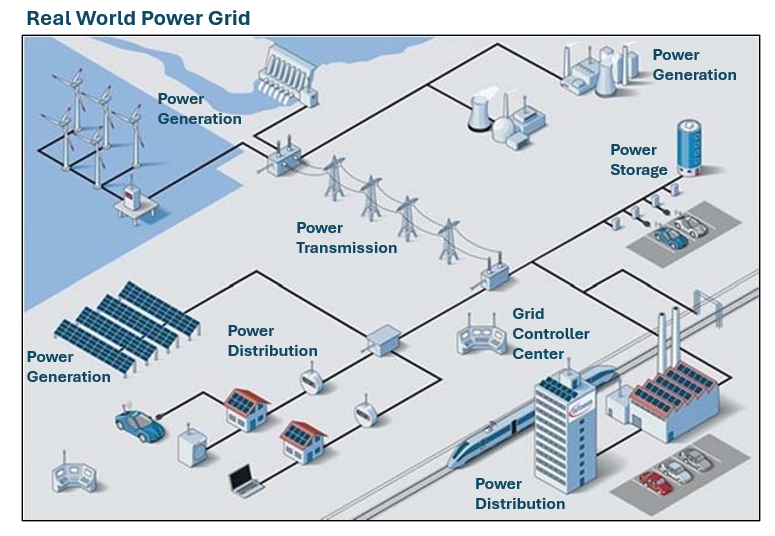 Real World Power Grid
Power
Generation
Power
Generation
Power
Storage
Power
Transmission
Grid
Controller
Center
Power
Distribution
Power
Generation
Power
Distribution